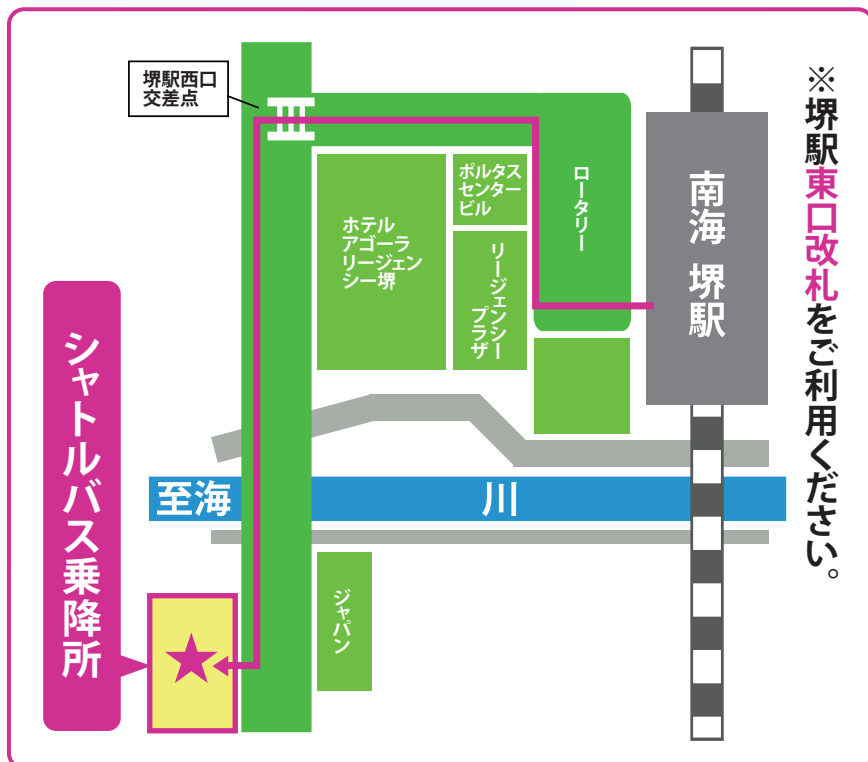 ※堺駅東口改札をご利用ください。
堺駅西口
交差点
ポルタス
センター
ビル
ロータリー
南海 堺駅
ホテル
アゴーラ
リージェン
シー堺
リージェンシー
プラザ
シャトルバス乗降所
至海
川
ジャパン